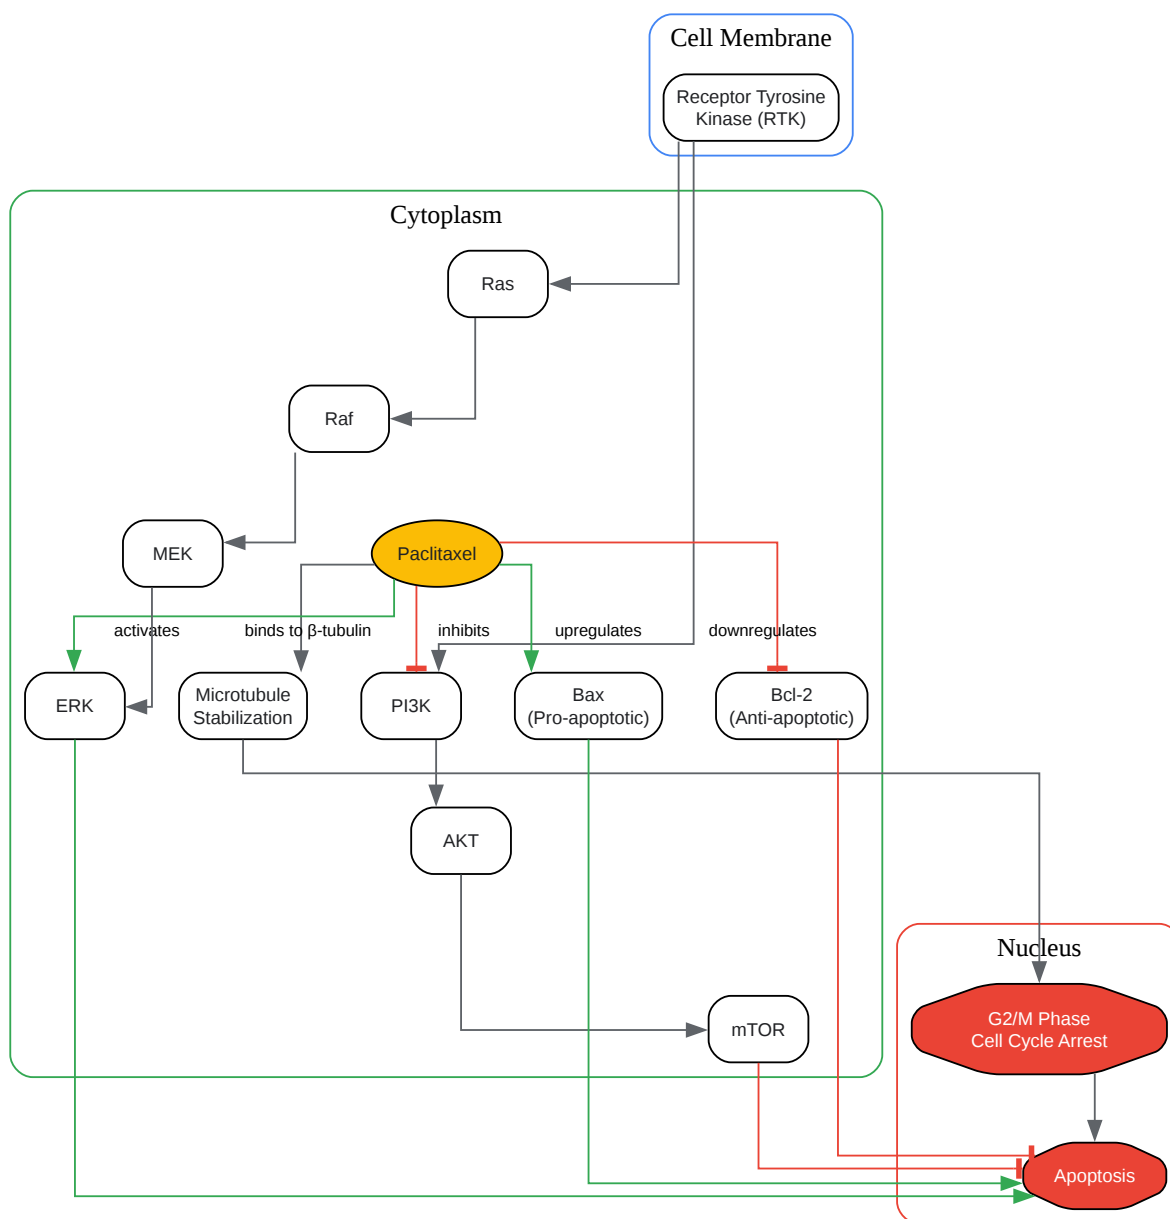 Cell Membrane
Receptor Tyrosine
Kinase (RTK)
Cytoplasm
Ras
Raf
MEK
Paclitaxel
activates
binds to β-tubulin
inhibits
upregulates
downregulates
ERK
Microtubule
Stabilization
PI3K
Bax
(Pro-apoptotic)
Bcl-2
(Anti-apoptotic)
AKT
Nucleus
mTOR
G2/M Phase
Cell Cycle Arrest
Apoptosis